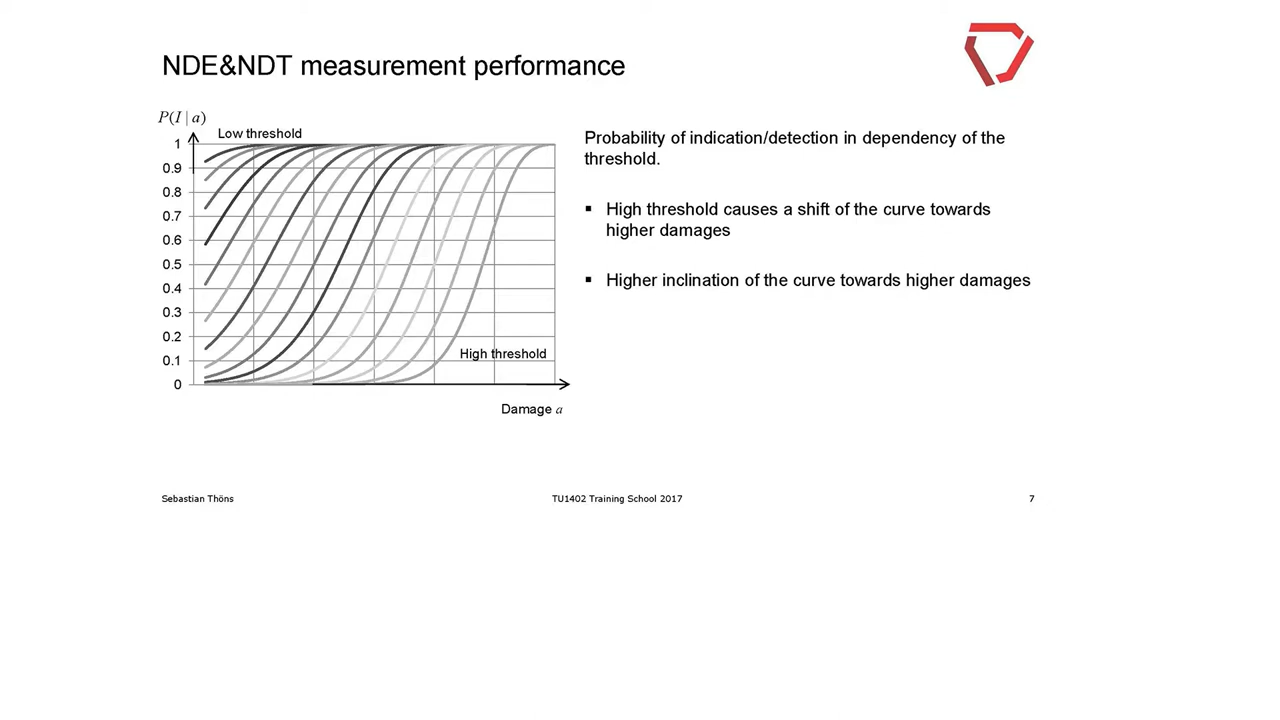 NDE&NDT measurement performance
P(I | a)
Low threshold
1
0.9
0.8
0.7
0.6
0.5
0.4
0.3
0.2
0.1
0
High threshold
Damage a
Probability of indication/detection in dependency of the
threshold.
▪ High threshold causes a shift of the curve towards
higher damages
▪ Higher inclination of the curve towards higher damages
Sebastian Thöns
TU1402 Training School 2017
7